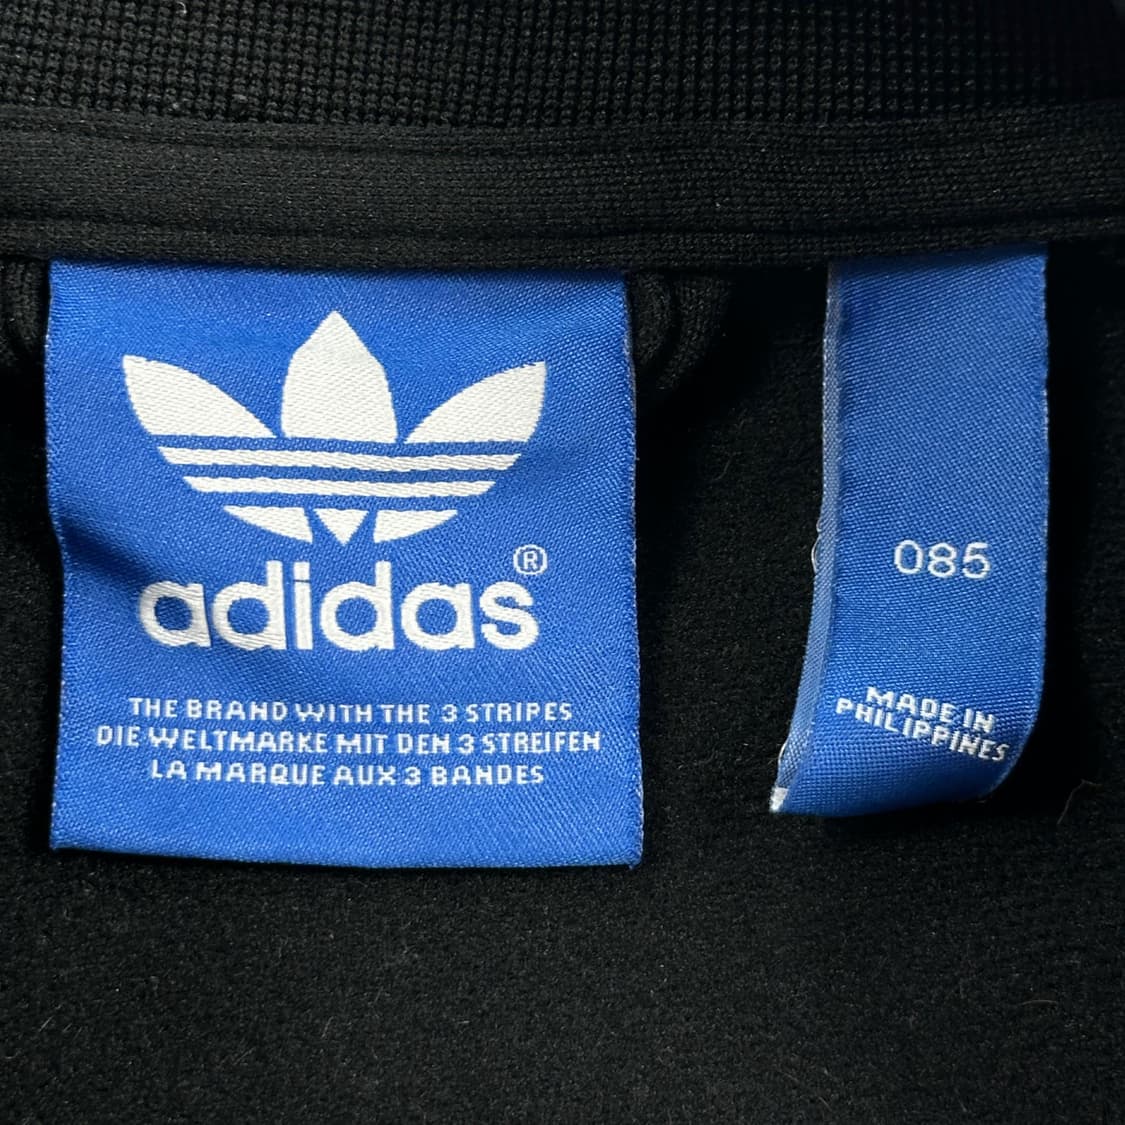 adidas®
THE BRAND WITH THE 3 STRIPES
DIE WELTMARKE MIT DEN 3 STREIFEN
LA MARQUE AUX 3 BANDES
085
MADE IN
PHILIPPINES